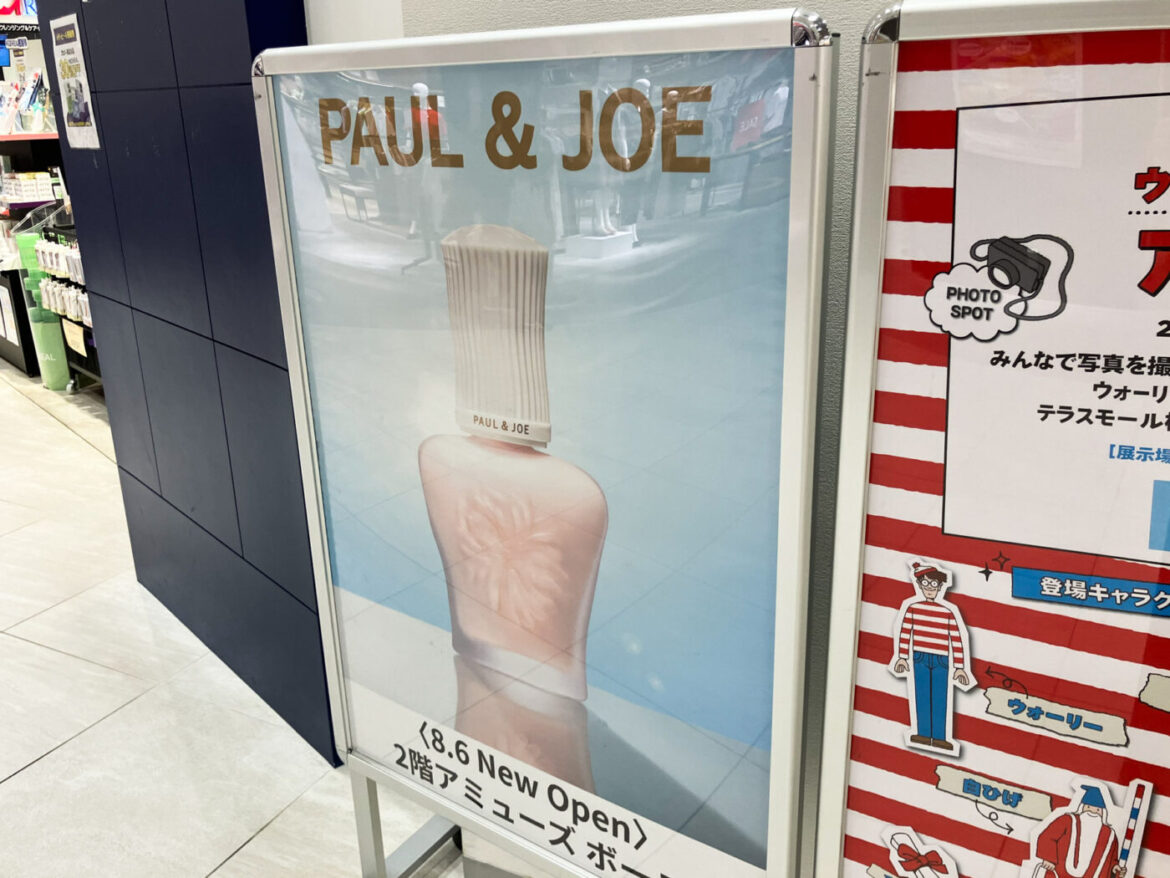 PAUL & JOE
PAUL & JOE
〈8.6 New Open〉
2階アミューズ ボー
PHOTO
SPOT
みんなで写真を撮
ウォーリ
テラスモール
[展示場
登場キャラク
ウォーリー
白ひげ